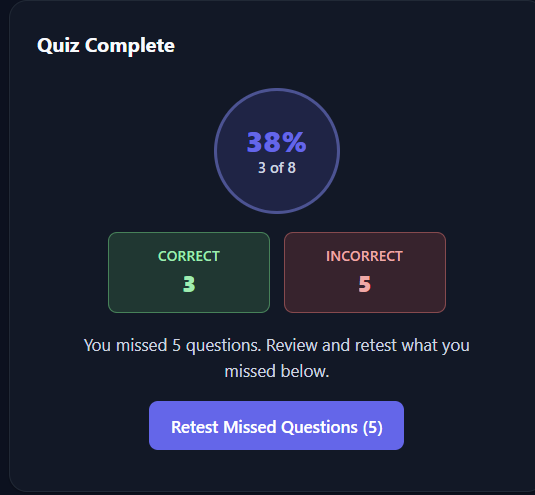 Quiz Complete
38%
3 of 8
CORRECT
3
INCORRECT
5
You missed 5 questions. Review and retest what you
missed below.
Retest Missed Questions (5)